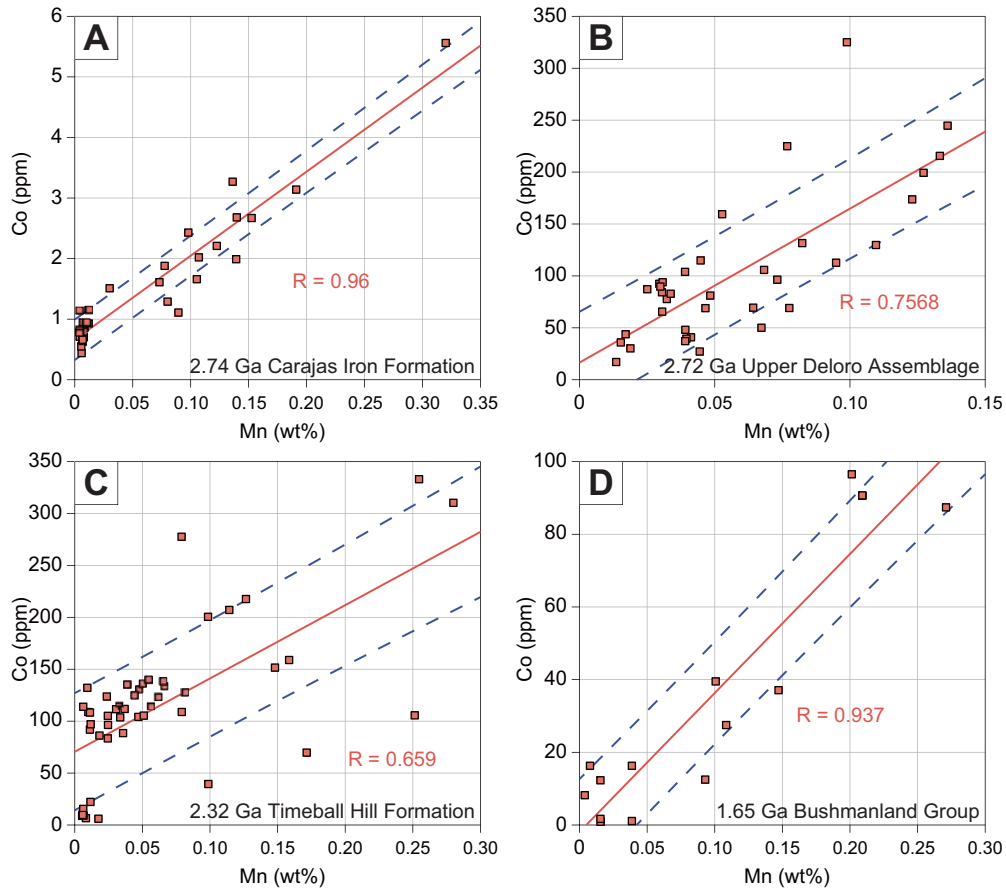 A
6
5
4
3
2
1
0
Co (ppm)
R = 0.96
2.74 Ga Carajas Iron Formation
0 0.05 0.10 0.15 0.20 0.25 0.30 0.35
Mn (wt%)
B
350
300
250
200
150
100
50
0
Co (ppm)
R = 0.7568
2.72 Ga Upper Deloro Assemblage
0 0.05 0.10 0.15
Mn (wt%)
C
350
300
250
200
150
100
50
0
Co (ppm)
R = 0.659
2.32 Ga Timeball Hill Formation
0 0.05 0.10 0.15 0.20 0.25 0.30
Mn (wt%)
D
100
80
60
40
20
0
Co (ppm)
R = 0.937
1.65 Ga Bushmanland Group
0 0.05 0.10 0.15 0.20 0.25 0.30
Mn (wt%)